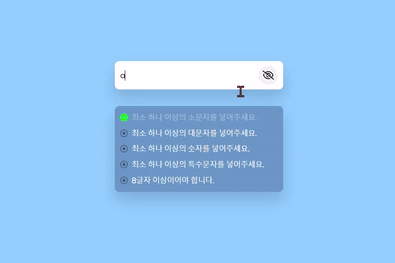 a
최소 하나 이상의 소문자를 넣어주세요.
최소 하나 이상의 대문자를 넣어주세요.
최소 하나 이상의 숫자를 넣어주세요.
최소 하나 이상의 특수문자를 넣어주세요.
8글자 이상이어야 합니다.